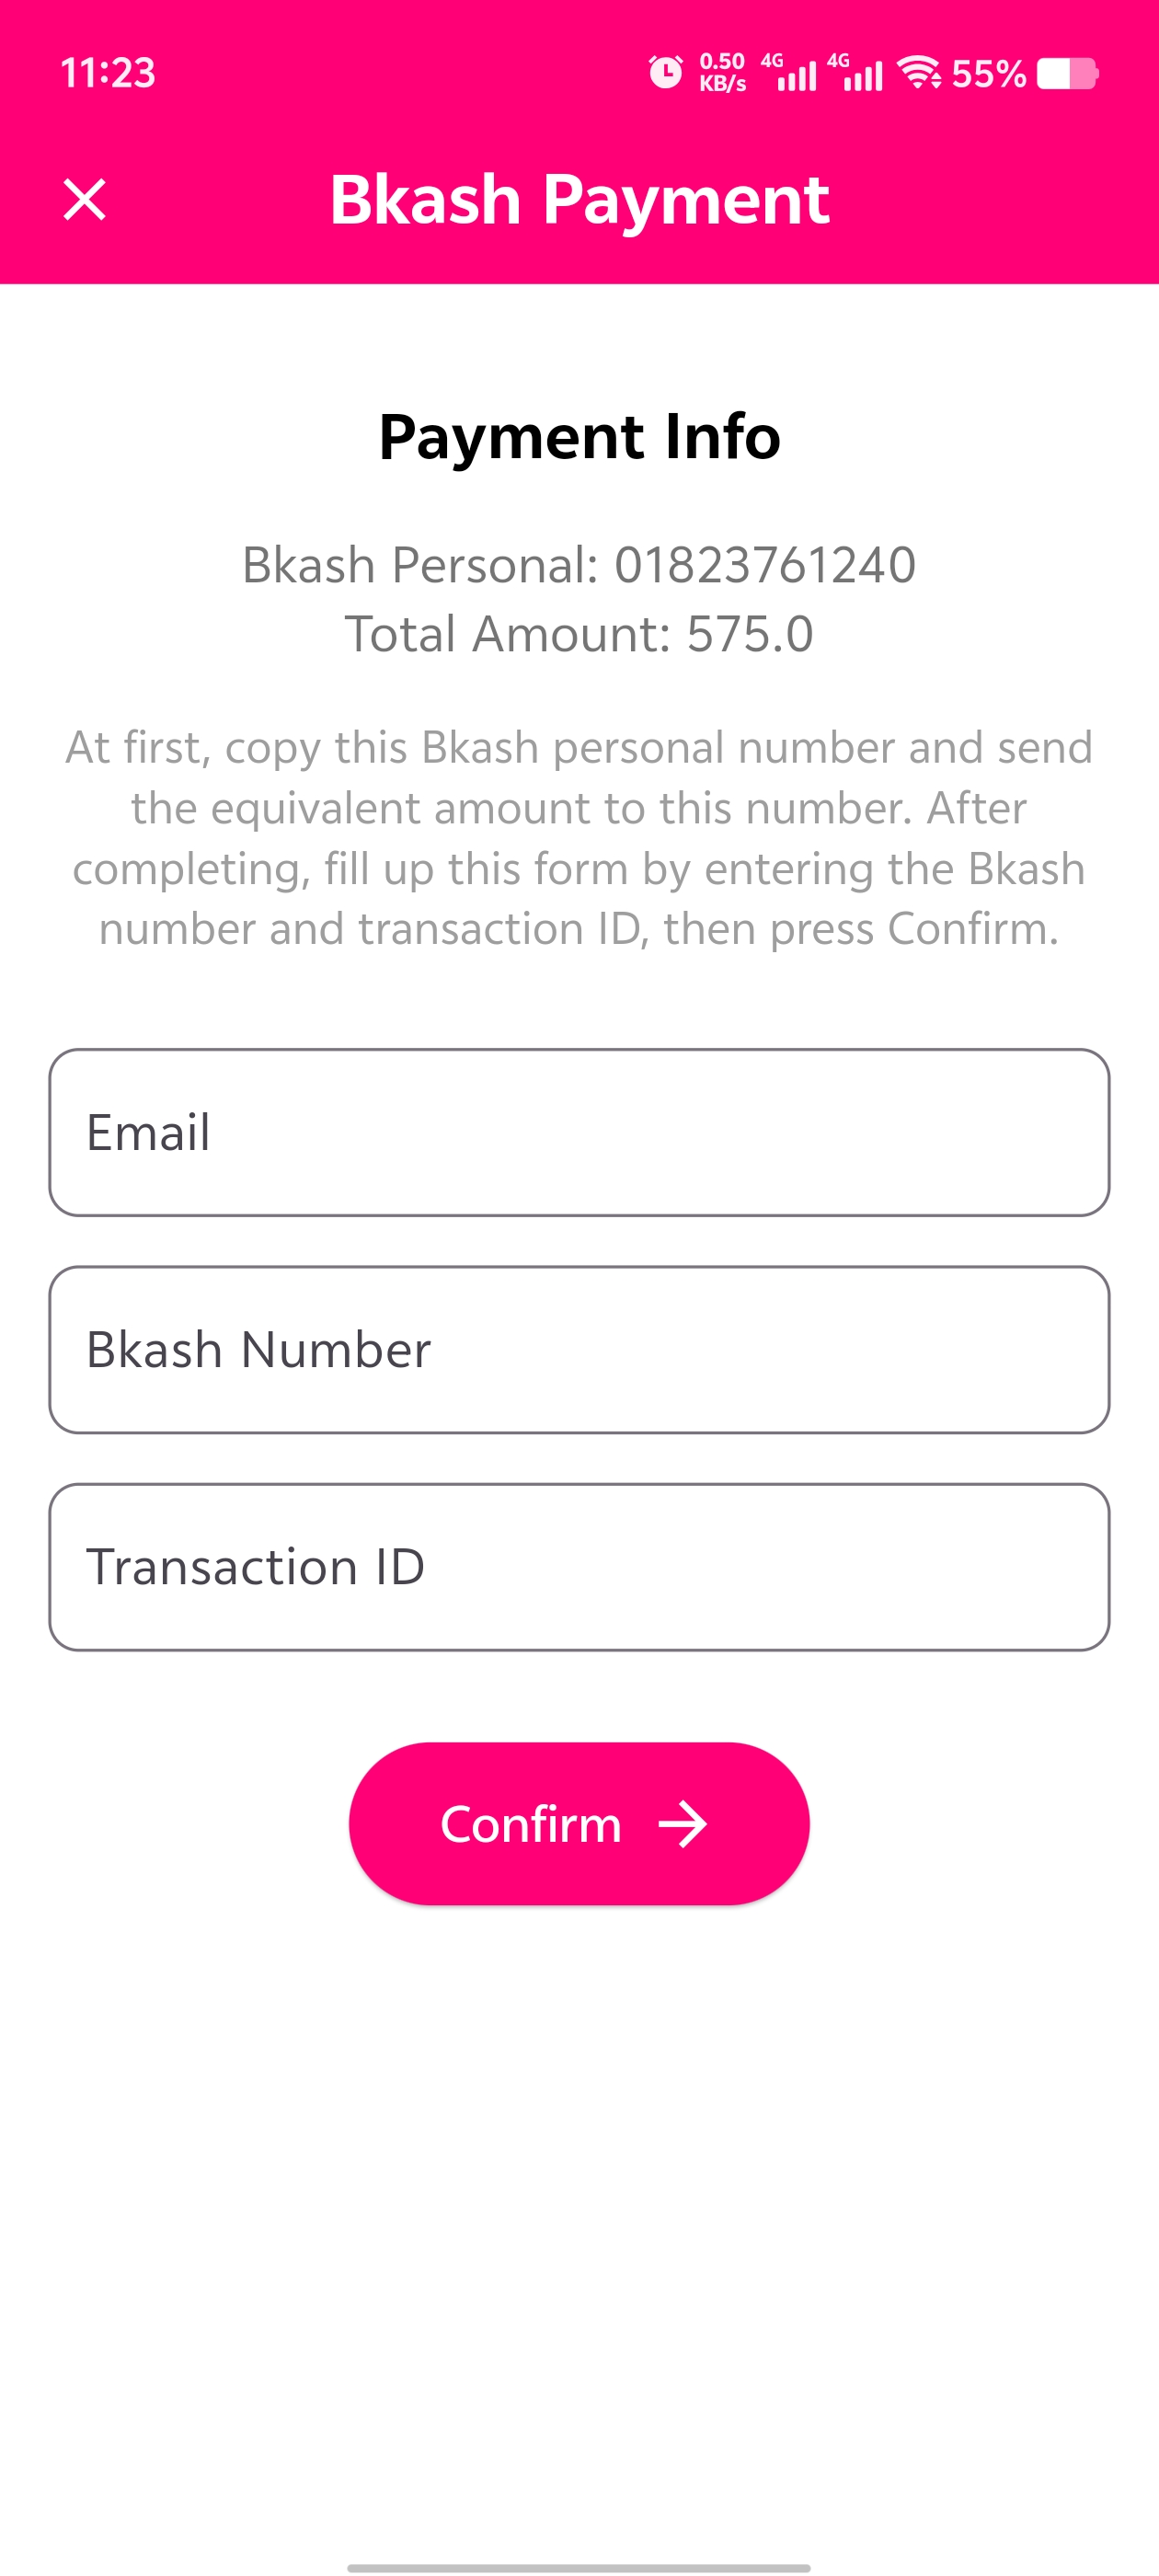 11:23
0.50 KB/s 4G 4G 55%
Bkash Payment
Payment Info
Bkash Personal: 01823761240
Total Amount: 575.0
At first, copy this Bkash personal number and send
the equivalent amount to this number. After
completing, fill up this form by entering the Bkash
number and transaction ID, then press Confirm.
Email
Bkash Number
Transaction ID
Confirm